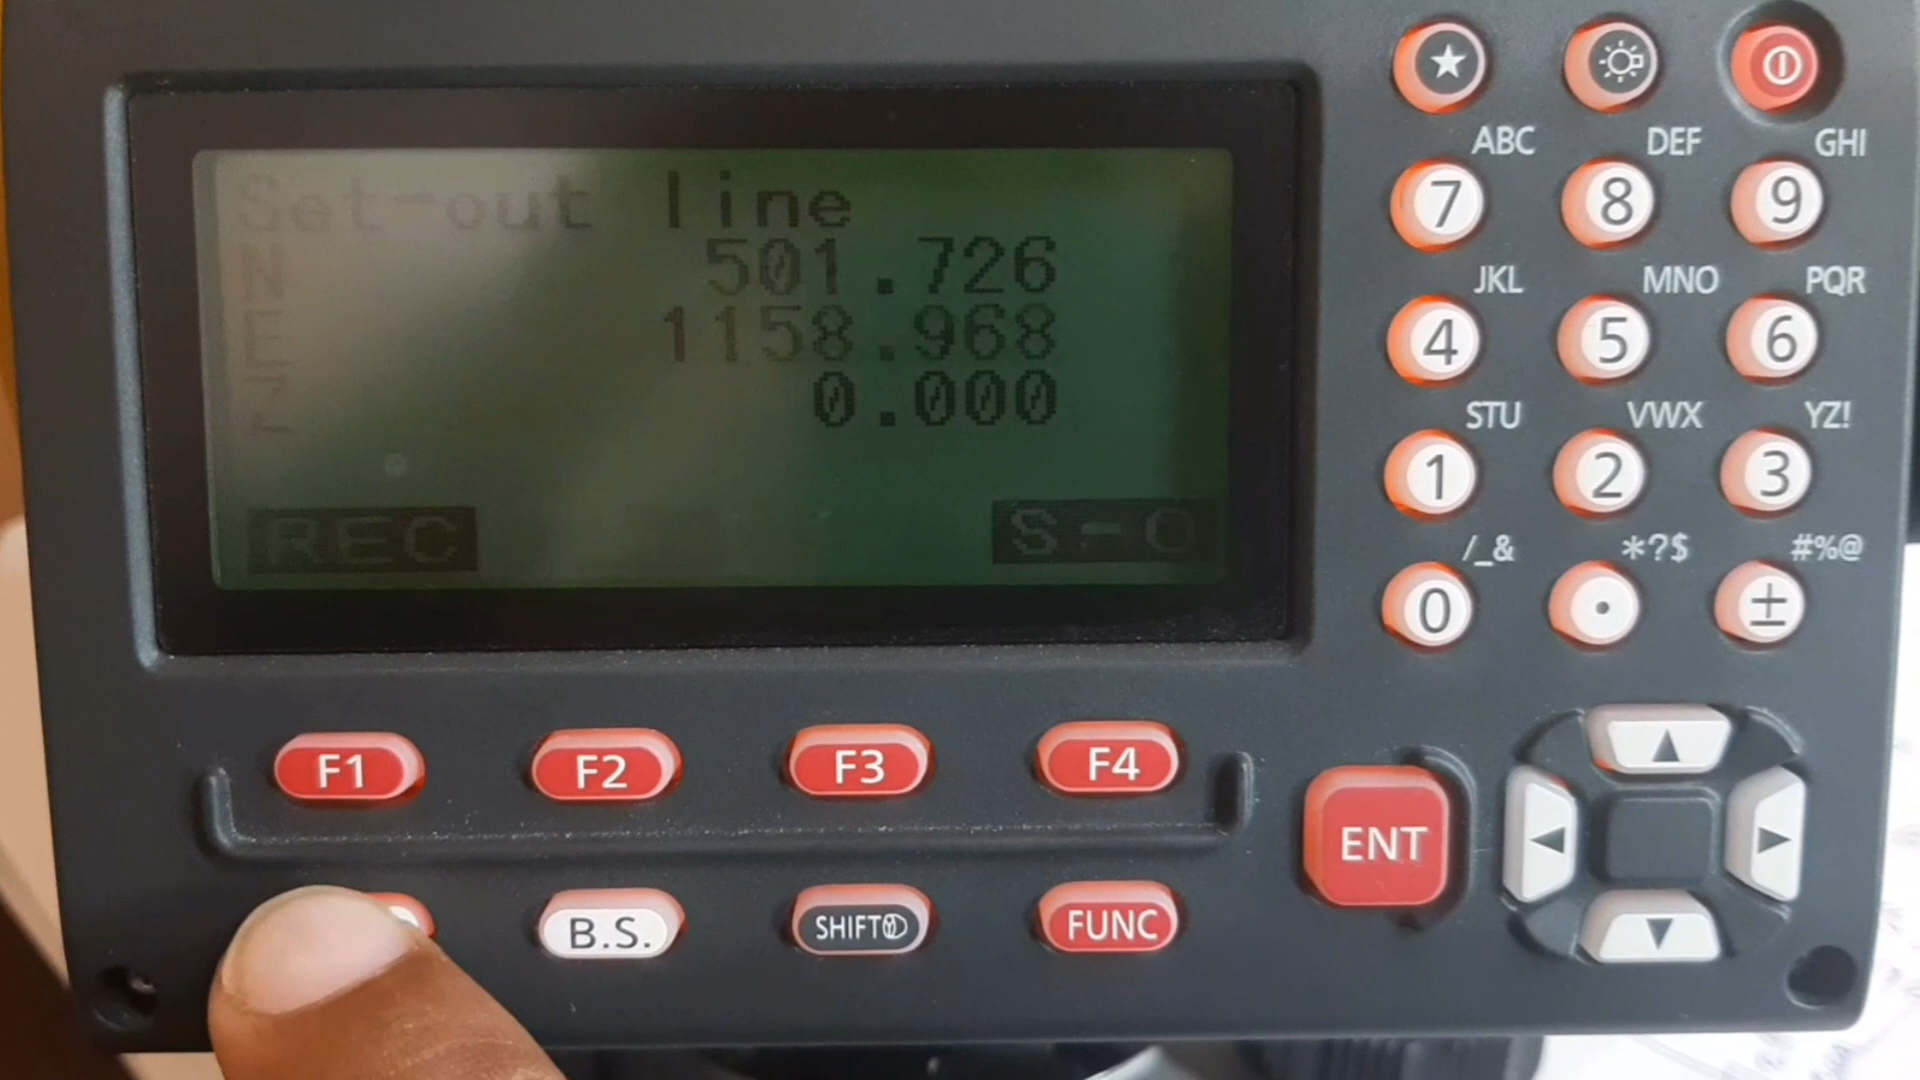 Set-out line
N 501.726
E 1158.968
Z 0.000
REC S-O
ABC DEF GHI
7 8 9
JKL MNO PQR
4 5 6
STU VWX YZ!
1 2 3
/_& *?$ #%@
0 . ±
F1 F2 F3 F4
ENT
B.S. SHIFT FUNC